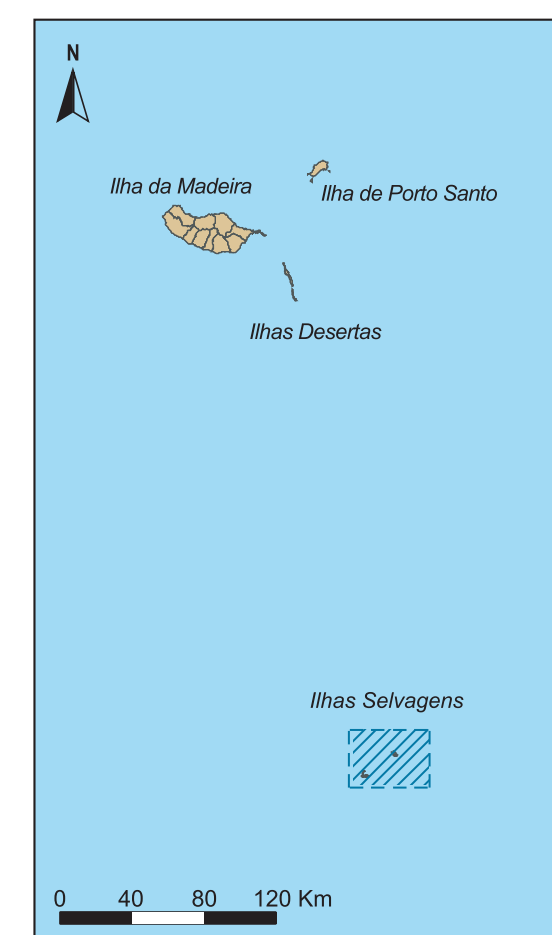 N
Ilha da Madeira
Ilha de Porto Santo
Ilhas Desertas
Ilhas Selvagens
0 40 80 120 Km